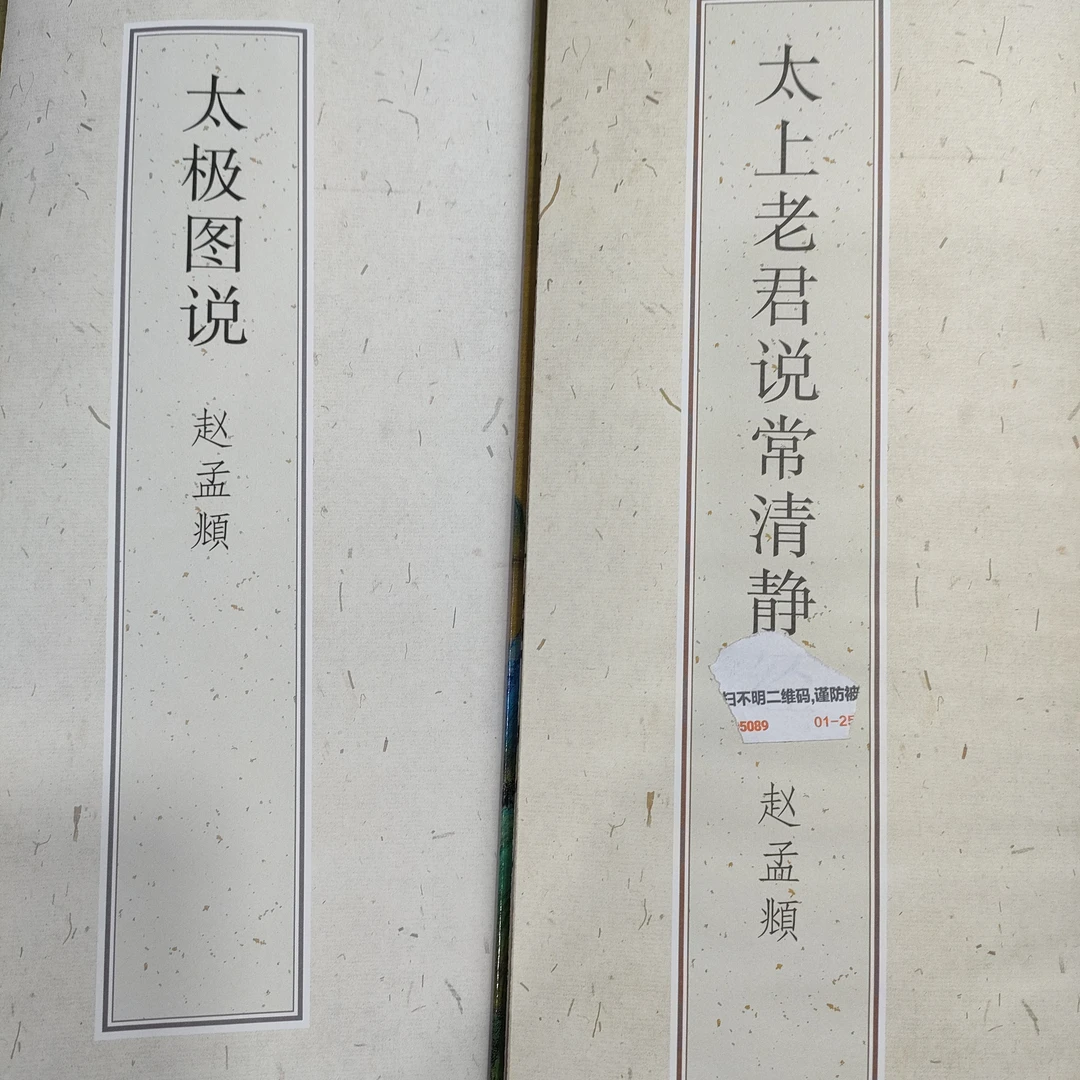 太极图说
赵孟頫
太上老君说常清静
扫不明二维码,谨防被
5089 01-25
赵孟頫